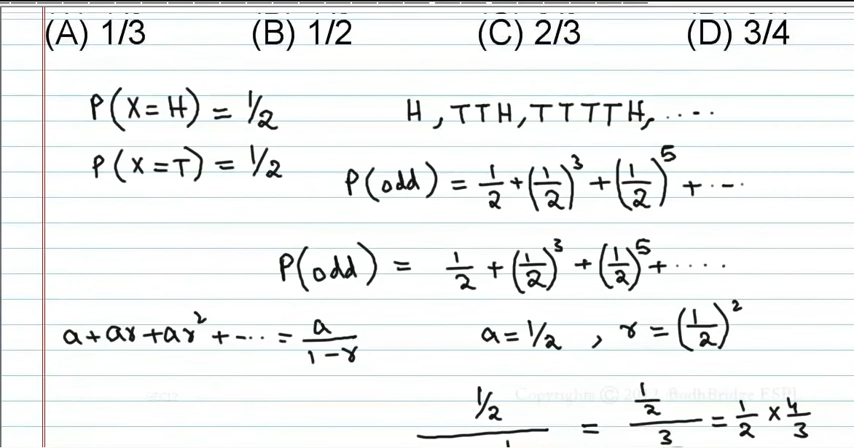 (A) 1/3 (B) 1/2 (C) 2/3 (D) 3/4
P(X=H) = 1/2 H, TTH, TTTTH, ....
P(X=T) = 1/2 P(odd) = 1/2 + (1/2)^3 + (1/2)^5 + ...
P(odd) = 1/2 + (1/2)^3 + (1/2)^5 + ....
a+ar+ar^2+... = a/(1-r) a = 1/2, r = (1/2)^2
Copyright ©
1/2 = 1/2 / 3 = 1/2 × 4/3